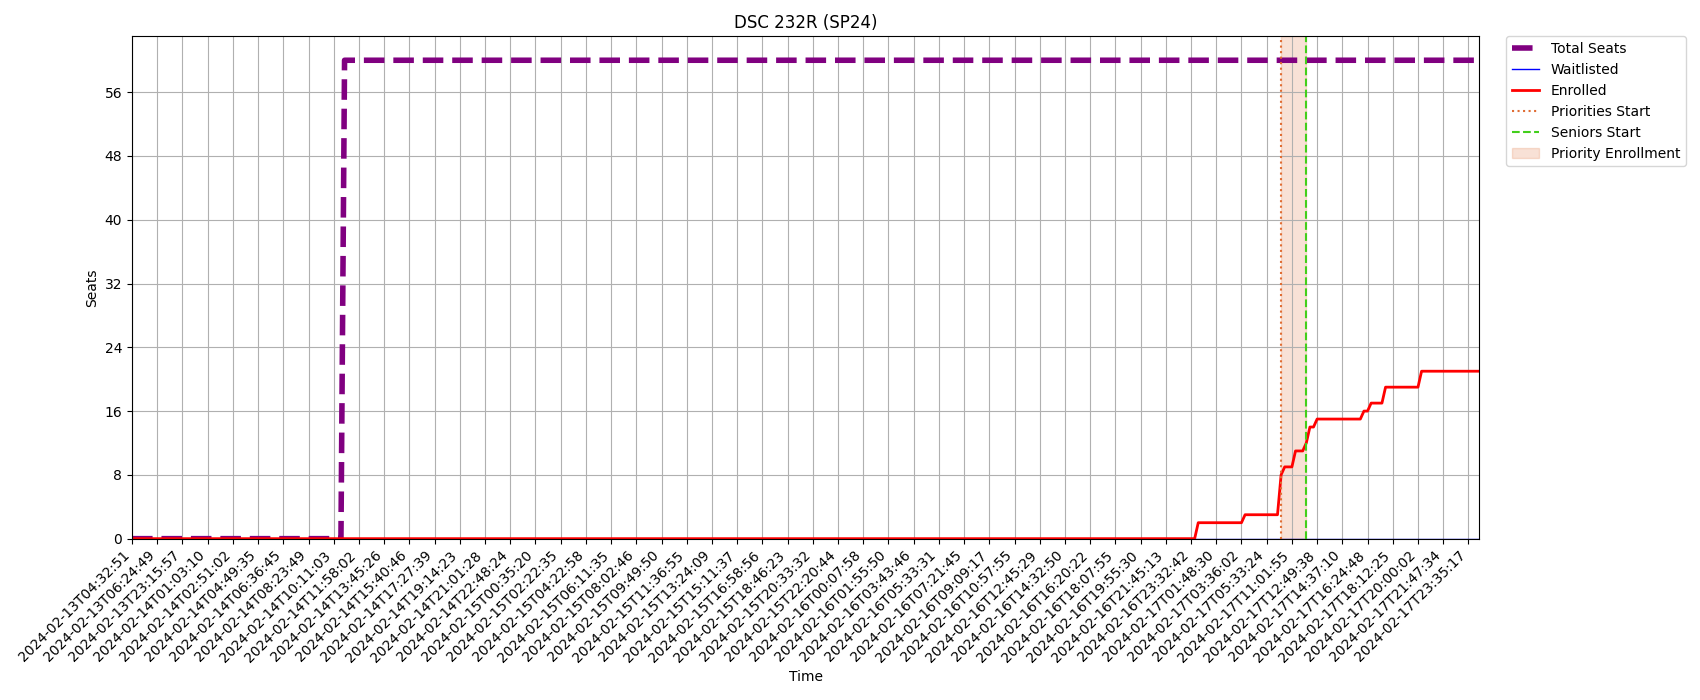 DSC 232R (SP24)
Total Seats
Waitlisted
Enrolled
Priorities Start
Seniors Start
Priority Enrollment
Seats
56
48
40
32
24
16
8
0
2024-02-13T04:32:51
2024-02-13T06:24:49
2024-02-13T23:15:57
2024-02-14T01:03:10
2024-02-14T02:51:02
2024-02-14T04:49:35
2024-02-14T06:36:45
2024-02-14T08:23:49
2024-02-14T10:11:03
2024-02-14T11:58:02
2024-02-14T13:45:26
2024-02-14T15:40:46
2024-02-14T17:27:39
2024-02-14T19:14:23
2024-02-14T21:01:28
2024-02-14T22:48:24
2024-02-15T00:35:20
2024-02-15T02:22:35
2024-02-15T04:22:58
2024-02-15T06:11:35
2024-02-15T08:02:46
2024-02-15T09:49:50
2024-02-15T11:36:55
2024-02-15T13:24:09
2024-02-15T15:11:37
2024-02-15T16:58:56
2024-02-15T18:46:23
2024-02-15T20:33:32
2024-02-15T22:20:44
2024-02-16T00:07:58
2024-02-16T01:55:50
2024-02-16T03:43:46
2024-02-16T05:33:31
2024-02-16T07:21:45
2024-02-16T09:09:17
2024-02-16T10:57:55
2024-02-16T12:45:29
2024-02-16T14:32:50
2024-02-16T16:20:22
2024-02-16T18:07:55
2024-02-16T19:55:30
2024-02-16T21:45:13
2024-02-16T23:32:42
2024-02-17T01:48:30
2024-02-17T03:36:02
2024-02-17T05:33:24
2024-02-17T11:01:55
2024-02-17T12:49:38
2024-02-17T14:37:10
2024-02-17T16:24:48
2024-02-17T18:12:25
2024-02-17T20:00:02
2024-02-17T21:47:34
2024-02-17T23:35:17
Time